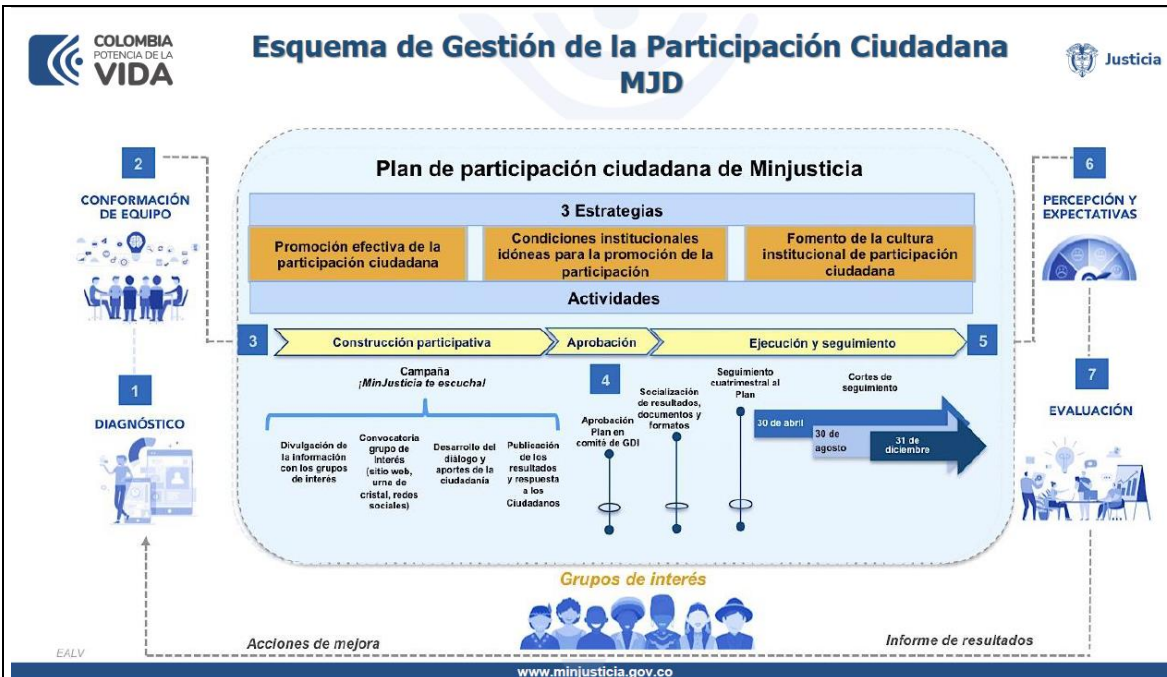 COLOMBIA
POTENCIA DE LA
VIDA
Esquema de Gestión de la Participación Ciudadana
MJD
Justicia
2
CONFORMACIÓN
DE EQUIPO
1
DIAGNÓSTICO
Plan de participación ciudadana de Minjusticia
3 Estrategias
Promoción efectiva de la
participación ciudadana
Condiciones institucionales
idóneas para la promoción de la
participación
Fomento de la cultura
institucional de participación
ciudadana
Actividades
3
Construcción participativa
Aprobación
Ejecución y seguimiento
5
Campaña
¡MinJusticia te escucha!
Divulgación de
la información
con los grupos
de interés
Convocatoria
grupo de
interés
(sitio web,
urna de
cristal, redes
sociales)
Desarrollo del
diálogo y
aportes de la
ciudadanía
Publicación
de los
resultados
y respuesta
a los
Ciudadanos
4
Aprobación
Plan en
comité de GDI
Socialización
de resultados,
documentos y
formatos
Seguimiento
cuatrimestral al
Plan
Cortes de
seguimiento
30 de abril
30 de
agosto
31 de
diciembre
6
PERCEPCIÓN Y
EXPECTATIVAS
7
EVALUACIÓN
Grupos de interés
Acciones de mejora
Informe de resultados
EALV
www.minjusticia.gov.co